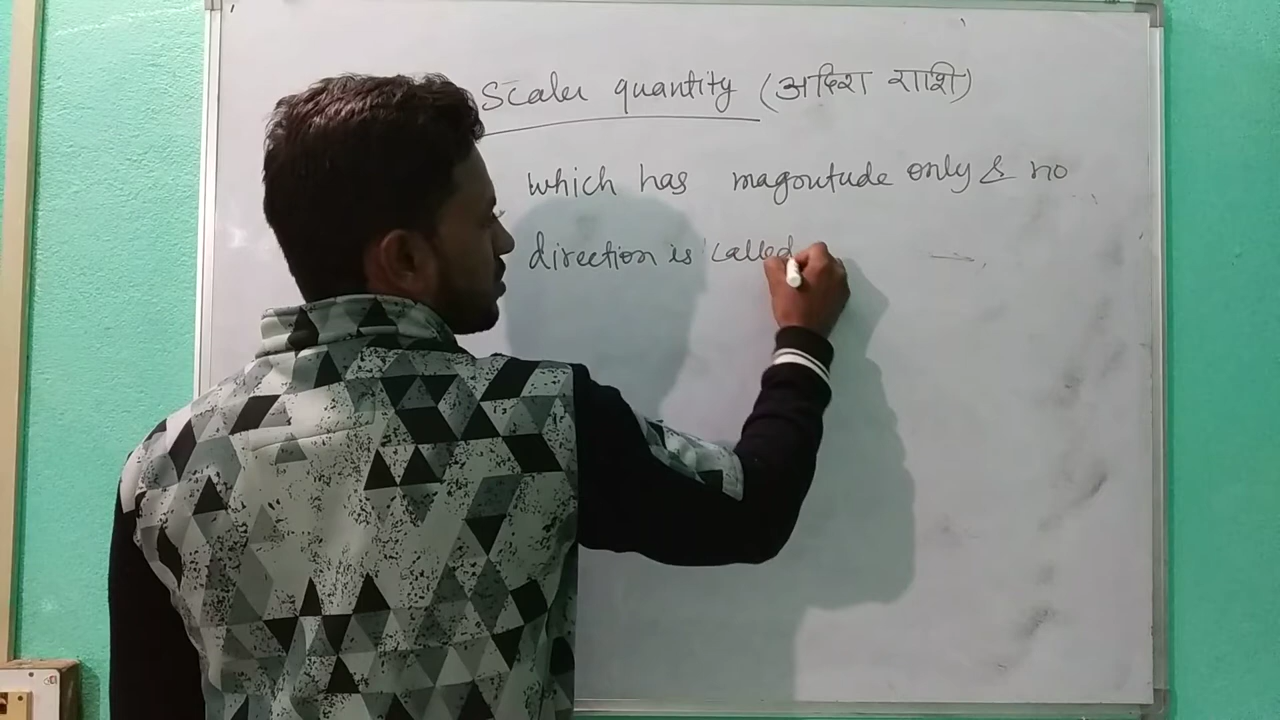 Scaler quantity (अदिश राशि)
which has magnitude only & no
direction is called